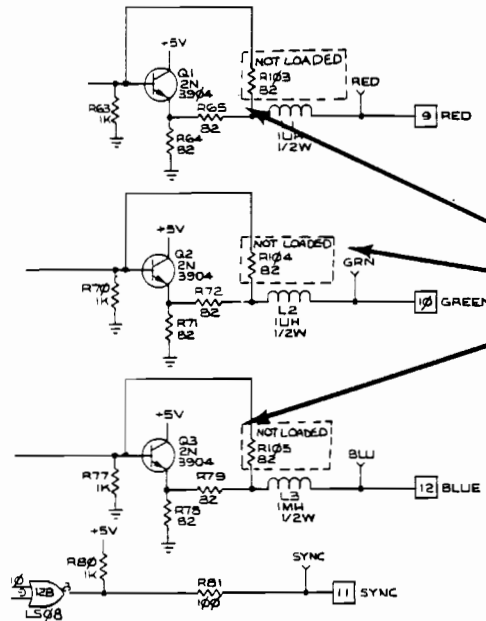 +5V
NOT LOADED
Q1
2N
3904
R103
82
RED
R63
1K
R65
82
9 RED
R64
82
L1
1UH
1/2W
+5V
NOT LOADED
Q2
2N
3904
R104
82
GRN
R70
1K
R72
82
10 GREEN
R71
82
L2
1UH
1/2W
+5V
NOT LOADED
Q3
2N
3904
R105
82
BLU
R77
1K
R79
82
12 BLUE
R78
82
L3
1MH
1/2W
+5V
R80
1K
SYNC
12B
3
R81
100
11 SYNC
LS08